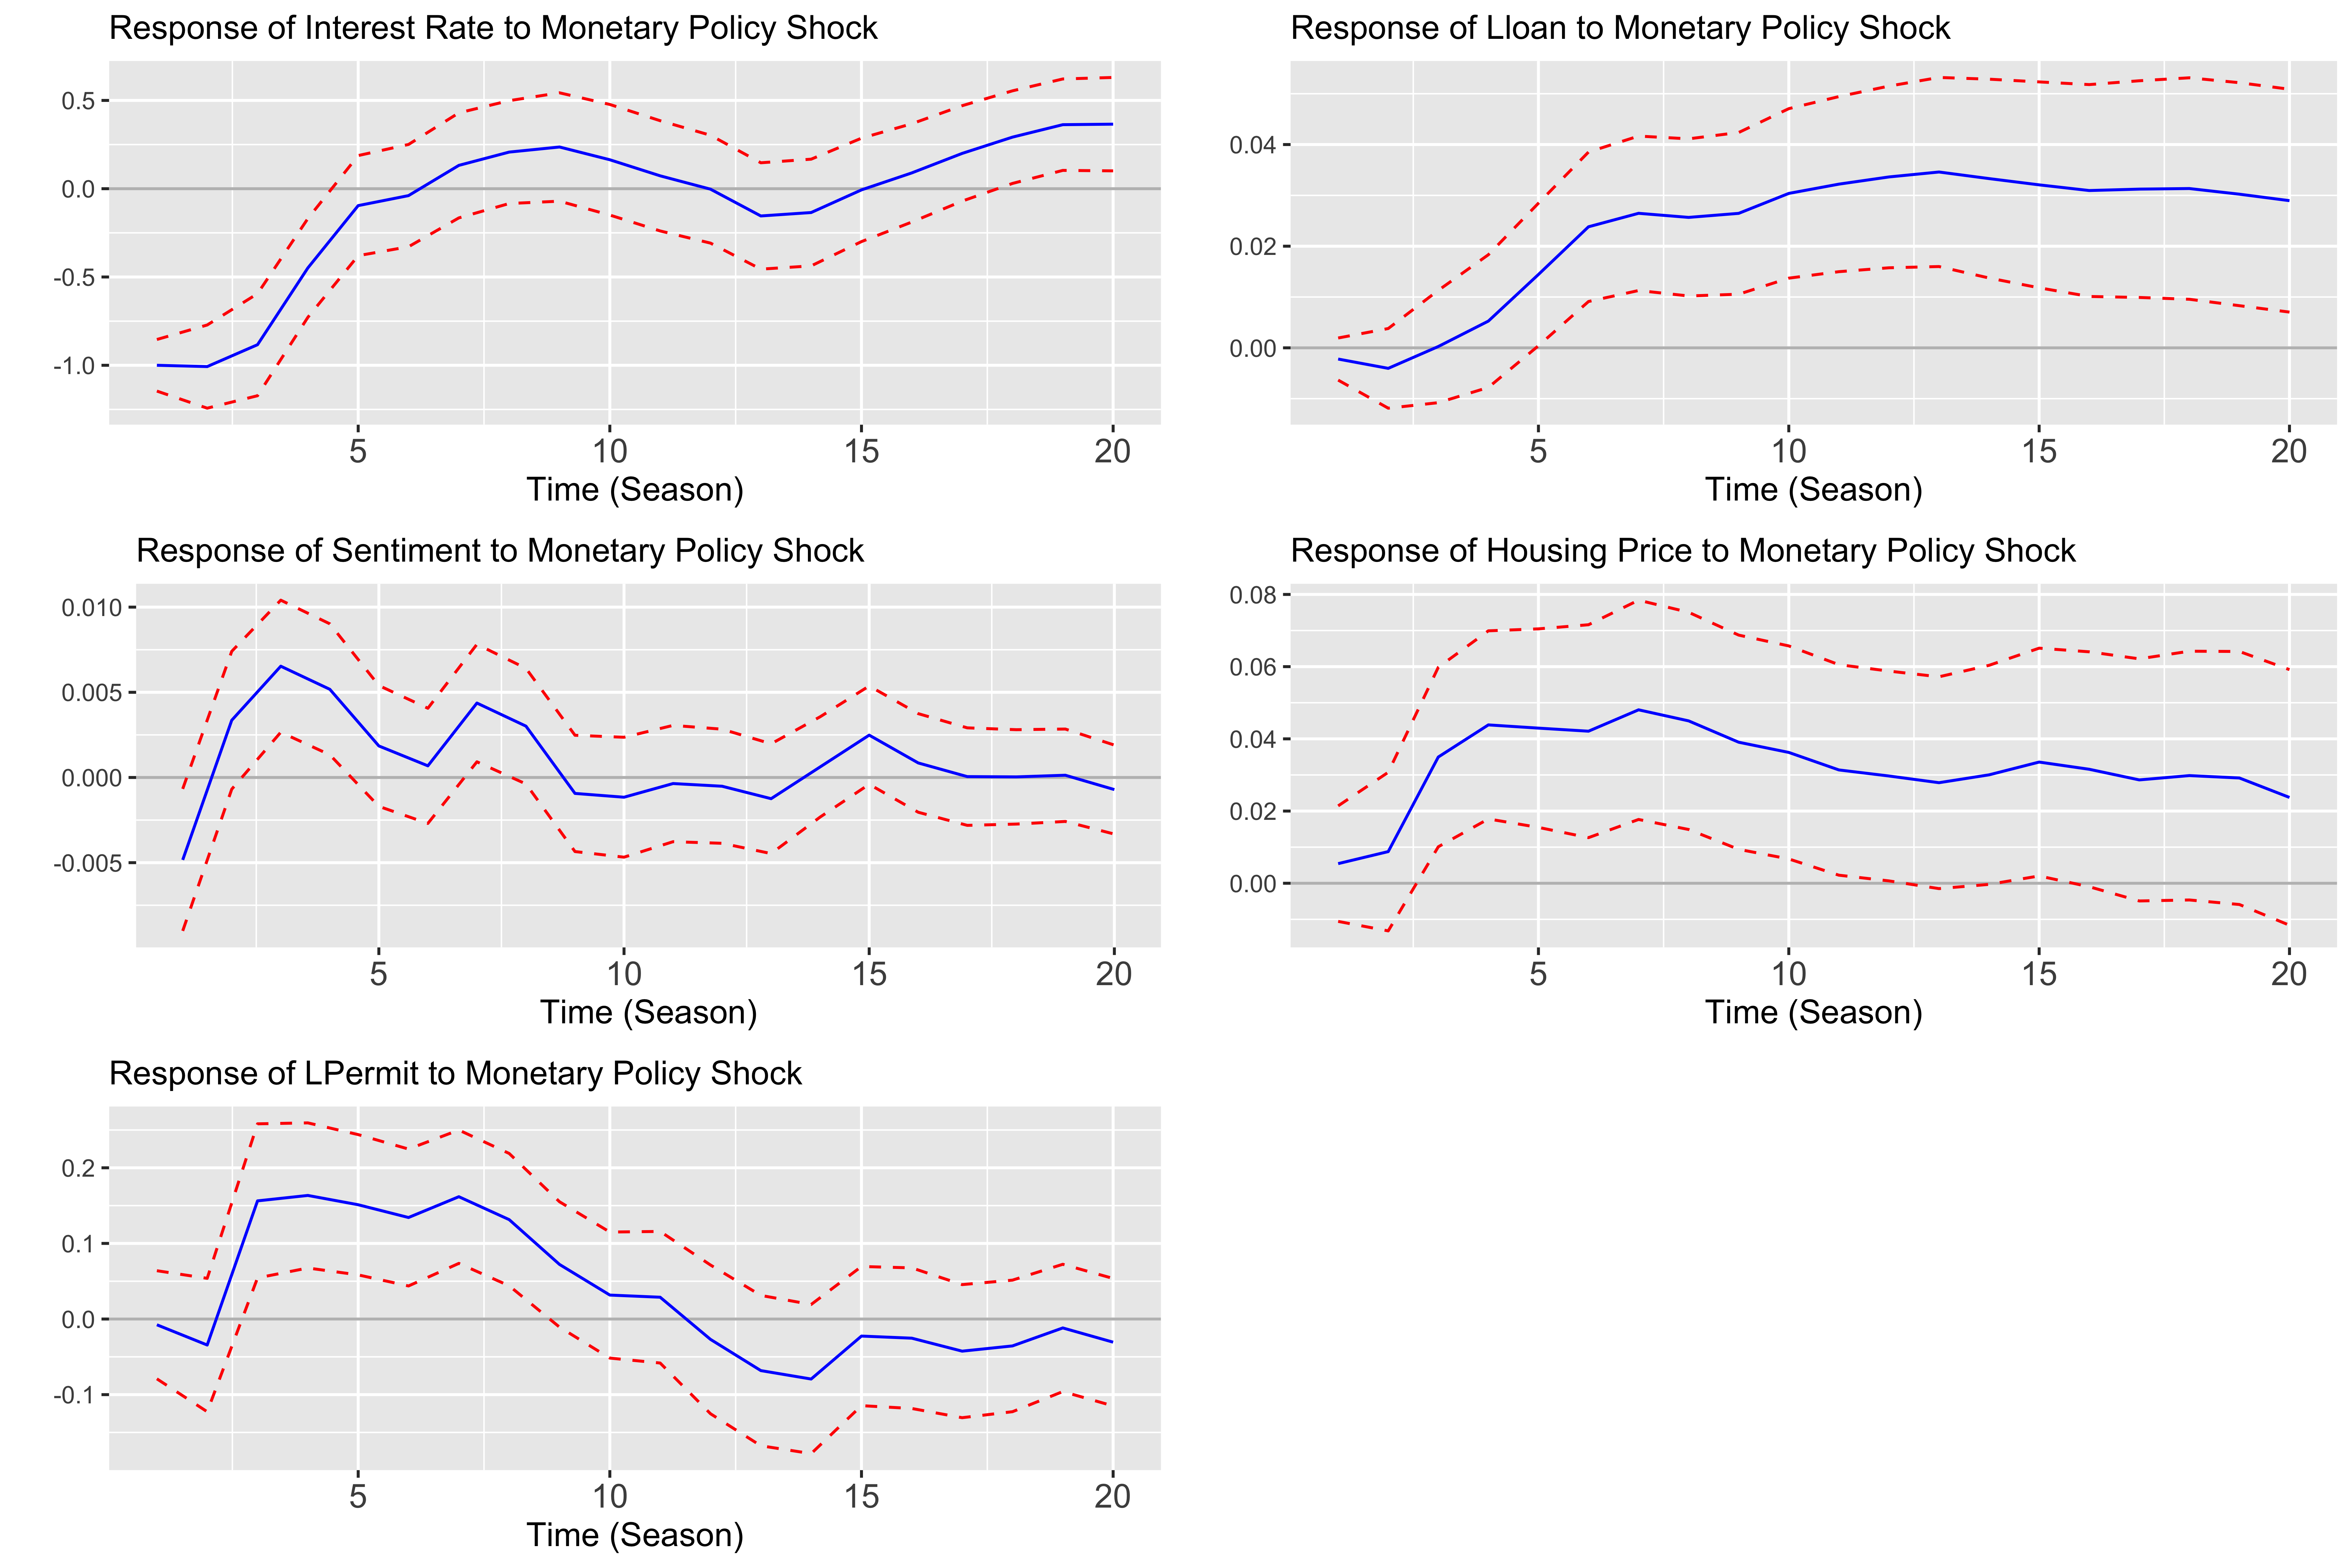 Response of Interest Rate to Monetary Policy Shock
0.5
0.0
-0.5
-1.0
5 10 15 20
Time (Season)
Response of Lloan to Monetary Policy Shock
0.04
0.02
0.00
5 10 15 20
Time (Season)
Response of Sentiment to Monetary Policy Shock
0.010
0.005
0.000
-0.005
5 10 15 20
Time (Season)
Response of Housing Price to Monetary Policy Shock
0.08
0.06
0.04
0.02
0.00
5 10 15 20
Time (Season)
Response of LPermit to Monetary Policy Shock
0.2
0.1
0.0
-0.1
5 10 15 20
Time (Season)